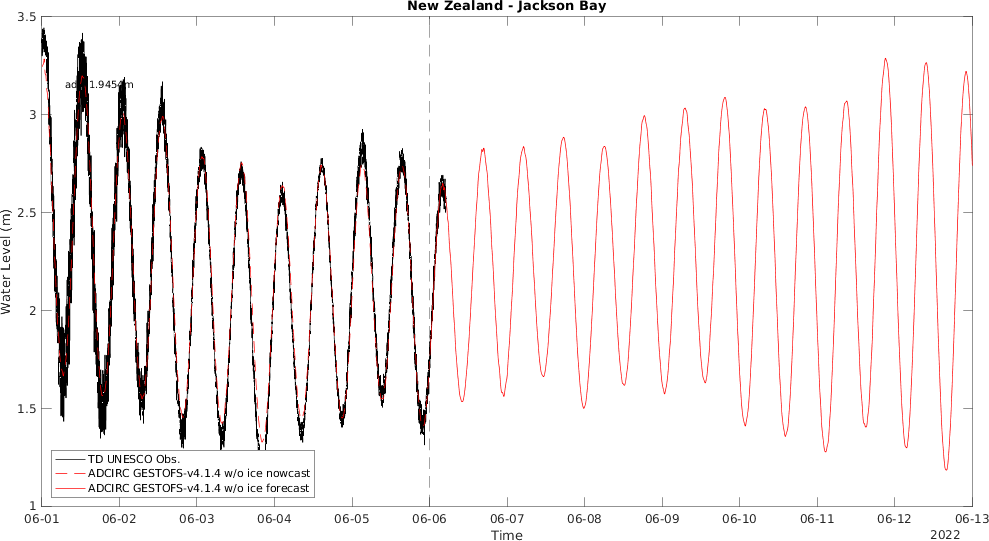 New Zealand - Jackson Bay
3.5
3
2.5
2
1.5
1
Water Level (m)
1.9454m
TD UNESCO Obs.
ADCIRC GESTOFS-v4.1.4 w/o ice nowcast
ADCIRC GESTOFS-v4.1.4 w/o ice forecast
06-01 06-02 06-03 06-04 06-05 06-06 06-07 06-08 06-09 06-10 06-11 06-12 06-13
Time
2022